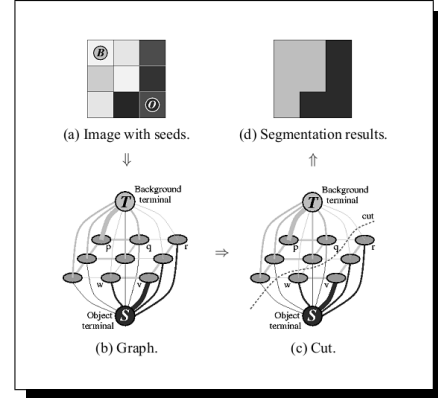 B
O
(a) Image with seeds.
(d) Segmentation results.
⇓
⇑
Background
terminal
T
p
q
r
w
v
S
Object
terminal
(b) Graph.
⇒
Background
terminal
T
cut
p
q
r
w
v
S
Object
terminal
(c) Cut.